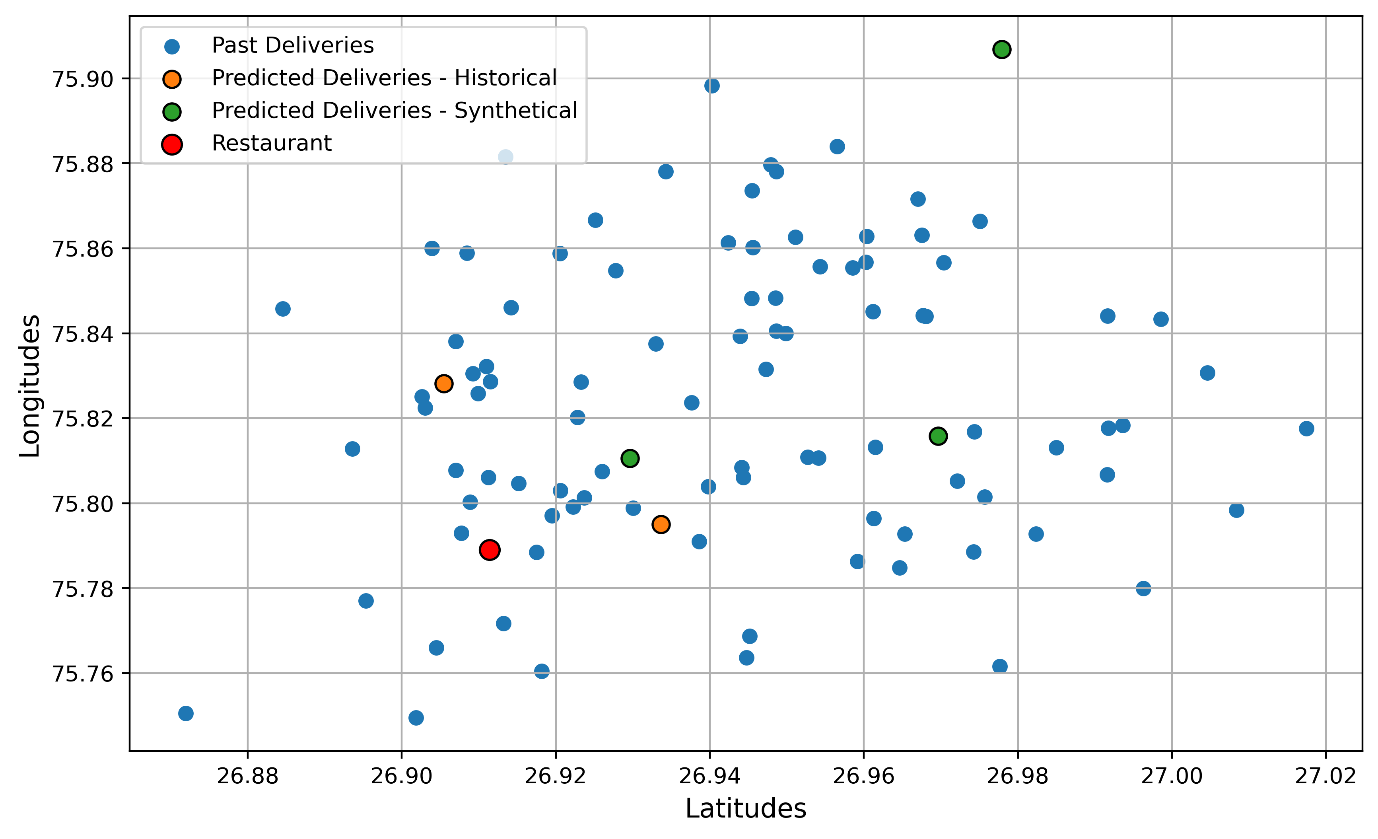 Past Deliveries
Predicted Deliveries - Historical
Predicted Deliveries - Synthetical
Restaurant
75.90
75.88
75.86
75.84
75.82
75.80
75.78
75.76
Longitudes
26.88 26.90 26.92 26.94 26.96 26.98 27.00 27.02
Latitudes